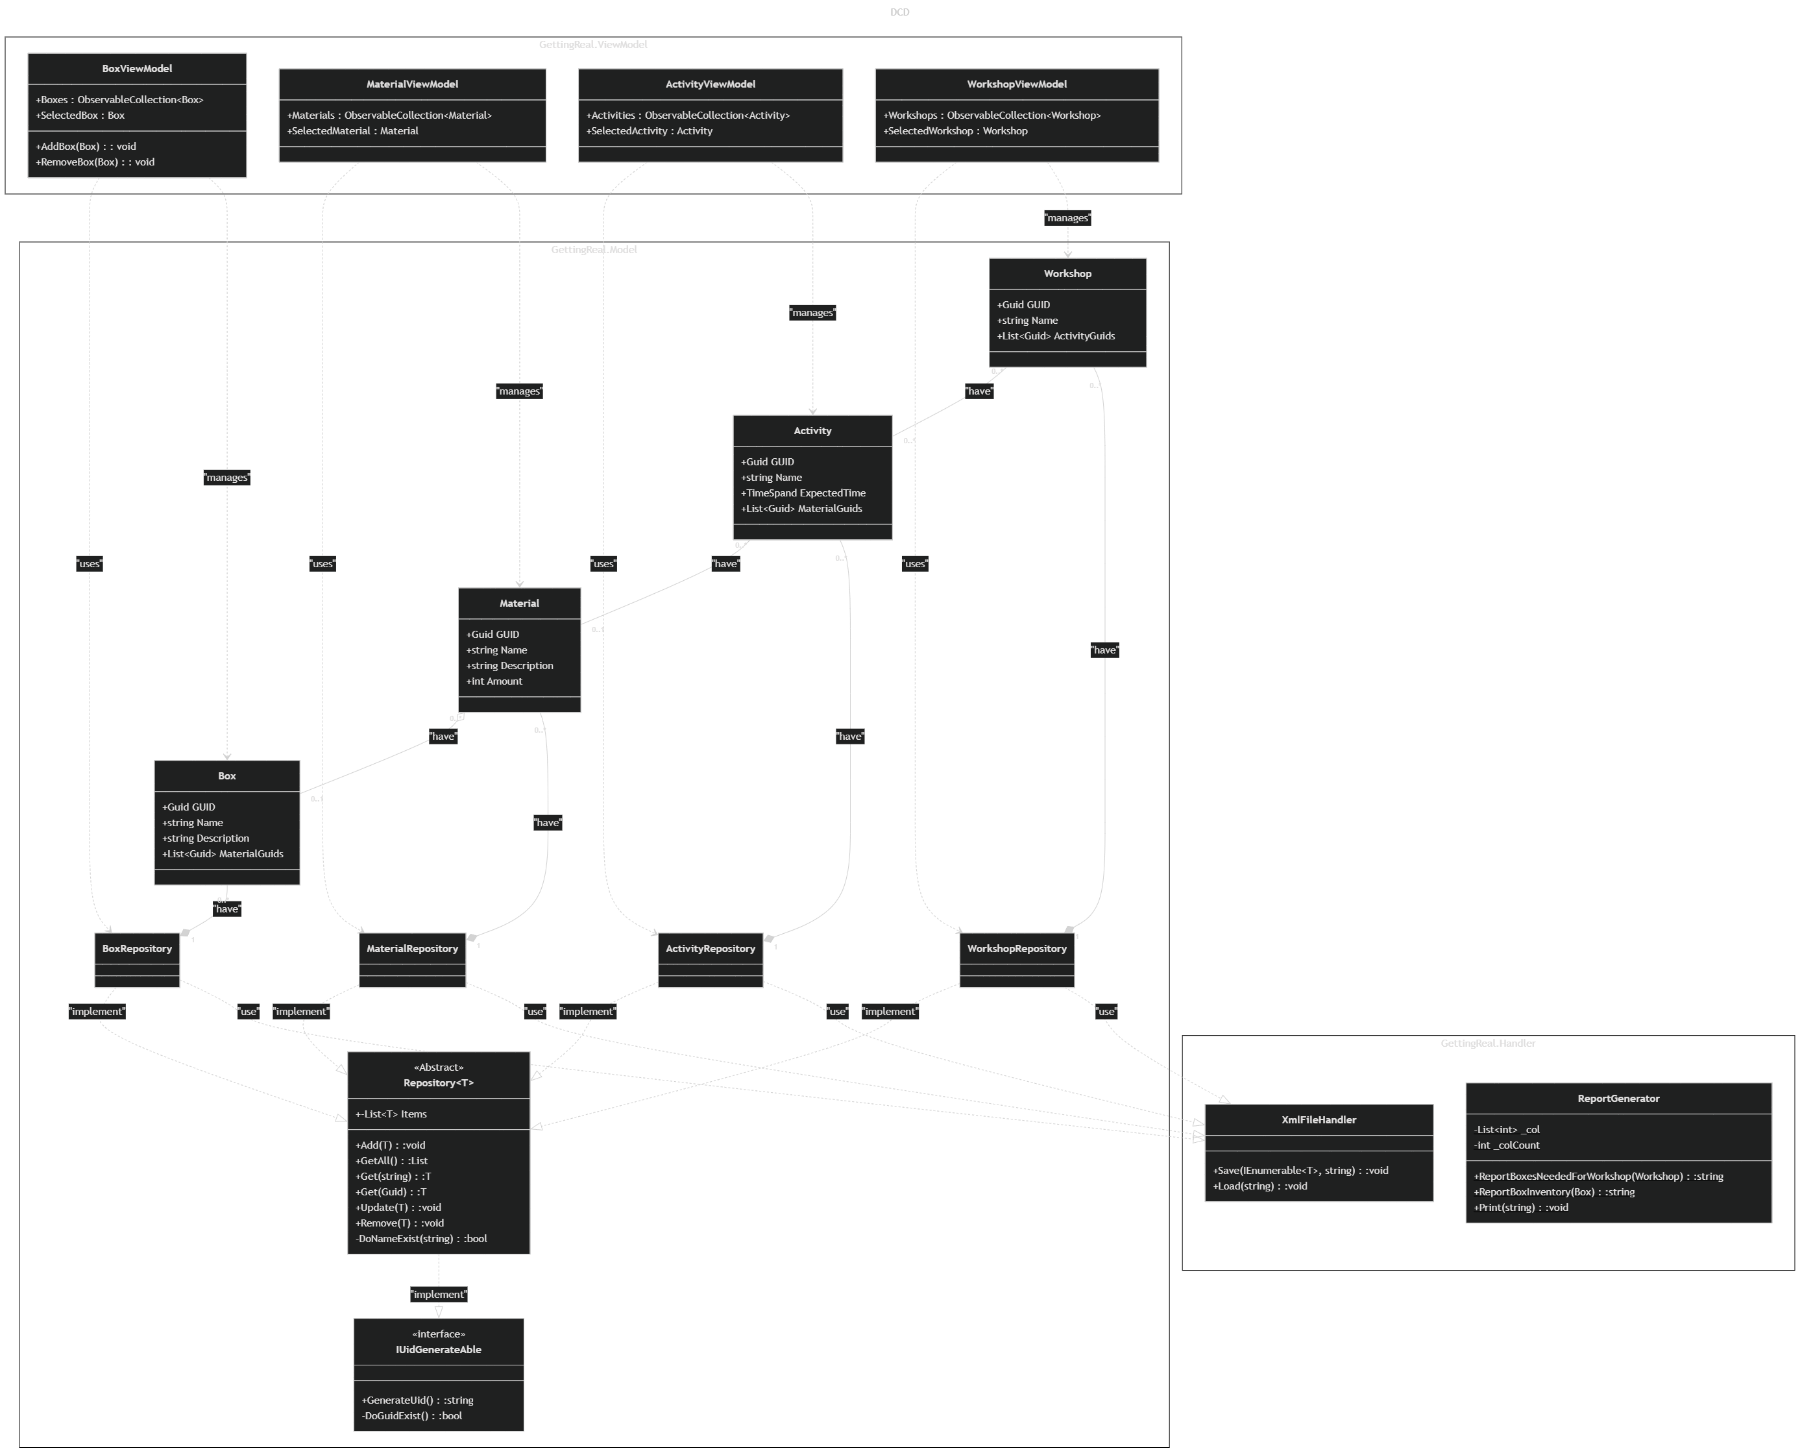 DCD
GettingReal.ViewModel
BoxViewModel
+Boxes : ObservableCollection<Box>
+SelectedBox : Box
+AddBox(Box) : : void
+RemoveBox(Box) : : void
MaterialViewModel
+Materials : ObservableCollection<Material>
+SelectedMaterial : Material
ActivityViewModel
+Activities : ObservableCollection<Activity>
+SelectedActivity : Activity
WorkshopViewModel
+Workshops : ObservableCollection<Workshop>
+SelectedWorkshop : Workshop
"manages"
GettingReal.Model
Workshop
+Guid GUID
+string Name
+List<Guid> ActivityGuids
"manages"
"manages"
"have"
Activity
+Guid GUID
+string Name
+TimeSpand ExpectedTime
+List<Guid> MaterialGuids
"manages"
"uses"
"uses"
"uses"
"have"
"uses"
Material
+Guid GUID
+string Name
+string Description
+int Amount
"have"
"have"
"have"
Box
+Guid GUID
+string Name
+string Description
+List<Guid> MaterialGuids
"have"
"have"
1
1
1
BoxRepository
MaterialRepository
ActivityRepository
WorkshopRepository
"implement"
"use"
"implement"
"use"
"implement"
"use"
"implement"
"use"
«Abstract»
Repository<T>
+-List<T> Items
+Add(T) : :void
+GetAll() : :List
+Get(string) : :T
+Get(Guid) : :T
+Update(T) : :void
+Remove(T) : :void
-DoNameExist(string) : :bool
"implement"
«Interface»
IUidGenerateAble
+GenerateUid() : :string
-DoGuidExist() : :bool
GettingReal.Handler
XmlFileHandler
+Save(IEnumerable<T>, string) : :void
+Load(string) : :void
ReportGenerator
-List<int> _col
-int _colCount
+ReportBoxesNeededForWorkshop(Workshop) : :string
+ReportBoxInventory(Box) : :string
+Print(string) : :void